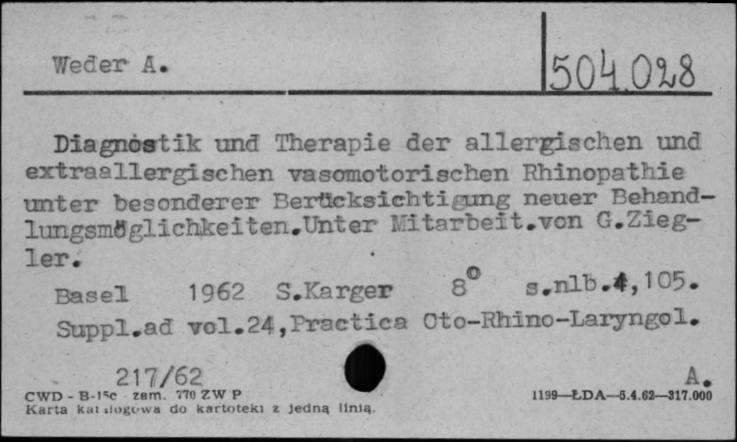 Weder A.
504.028
Diagnostik und Therapie der allergischen und
extraallergischen vasomotorischen Rhinopathie
unter besonderer Berücksichtigung neuer Behand-
lungsmöglichkeiten.Unter Mitarbeit.von G.Zieg-
ler.
Basel 1962 S.Karger 8° s.nlb.4,105.
Suppl.ad vol.24,Practica Oto-Rhino-Laryngol.
217/62 A.
CWD - B-15c zam. 770 ZW P 1199—ŁDA—5.4.62—317.000
Karta katalogowa do kartoteki z jedną linią.